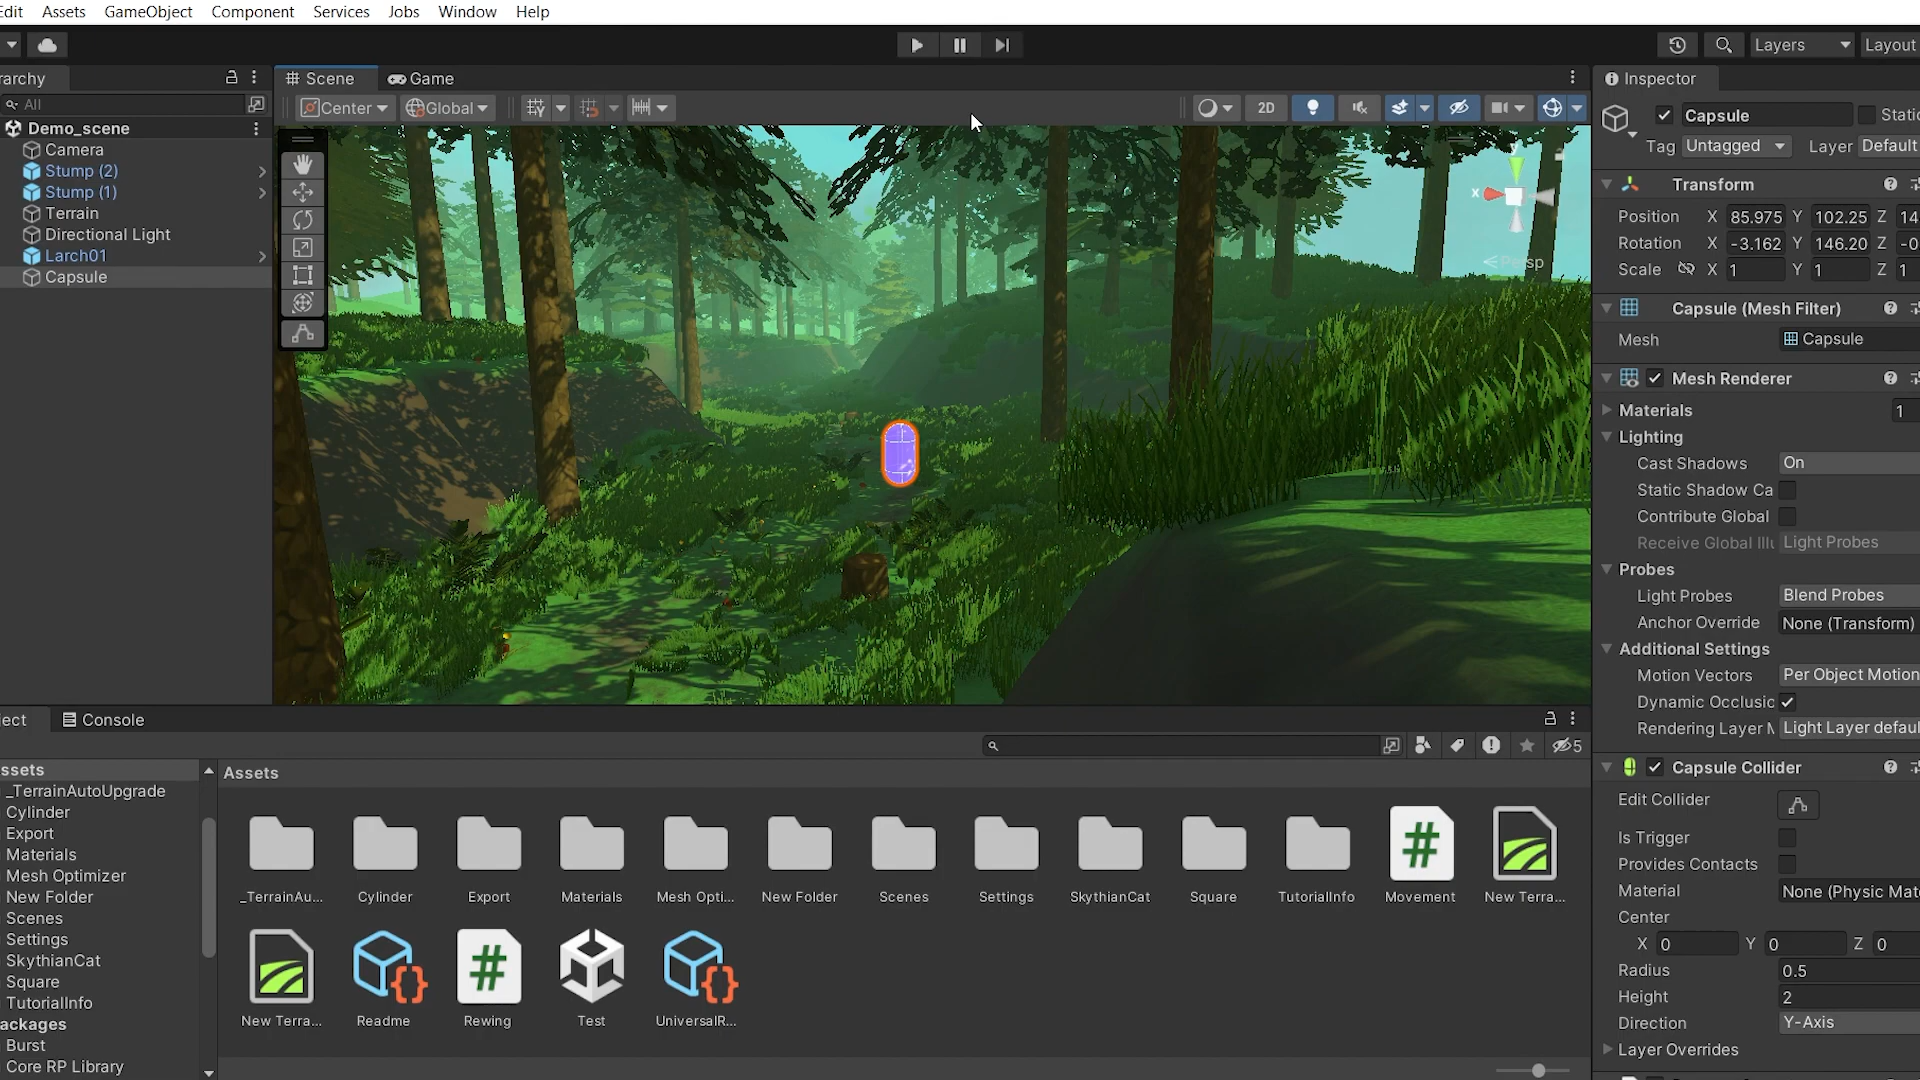 Edit Assets GameObject Component Services Jobs Window Help
Layers Layout
rarchy Scene Game Inspector
All Center Global 2D
Demo_scene
Camera
Stump (2)
Stump (1)
Terrain
Directional Light
Larch01
Capsule
y
x
Persp
Capsule Static
Tag Untagged Layer Default
Transform
Position X 85.975 Y 102.25 Z 14
Rotation X -3.162 Y 146.20 Z -0
Scale X 1 Y 1 Z 1
Capsule (Mesh Filter)
Mesh Capsule
Mesh Renderer
Materials 1
Lighting
Cast Shadows On
Static Shadow Ca
Contribute Global
Receive Global Illu Light Probes
Probes
Light Probes Blend Probes
Anchor Override None (Transform)
Additional Settings
Motion Vectors Per Object Motion
Dynamic Occlusic
Rendering Layer M Light Layer defaul
Capsule Collider
Edit Collider
Is Trigger
Provides Contacts
Material None (Physic Mate
Center
X 0 Y 0 Z 0
Radius 0.5
Height 2
Direction Y-Axis
Layer Overrides
ject Console
5
ssets
_TerrainAutoUpgrade
Cylinder
Export
Materials
Mesh Optimizer
New Folder
Scenes
Settings
SkythianCat
Square
TutorialInfo
ackages
Burst
Core RP Library
Assets
_TerrainAu... Cylinder Export Materials Mesh Opti... New Folder Scenes Settings SkythianCat Square TutorialInfo Movement New Terra...
New Terra... Readme Rewing Test UniversalR...